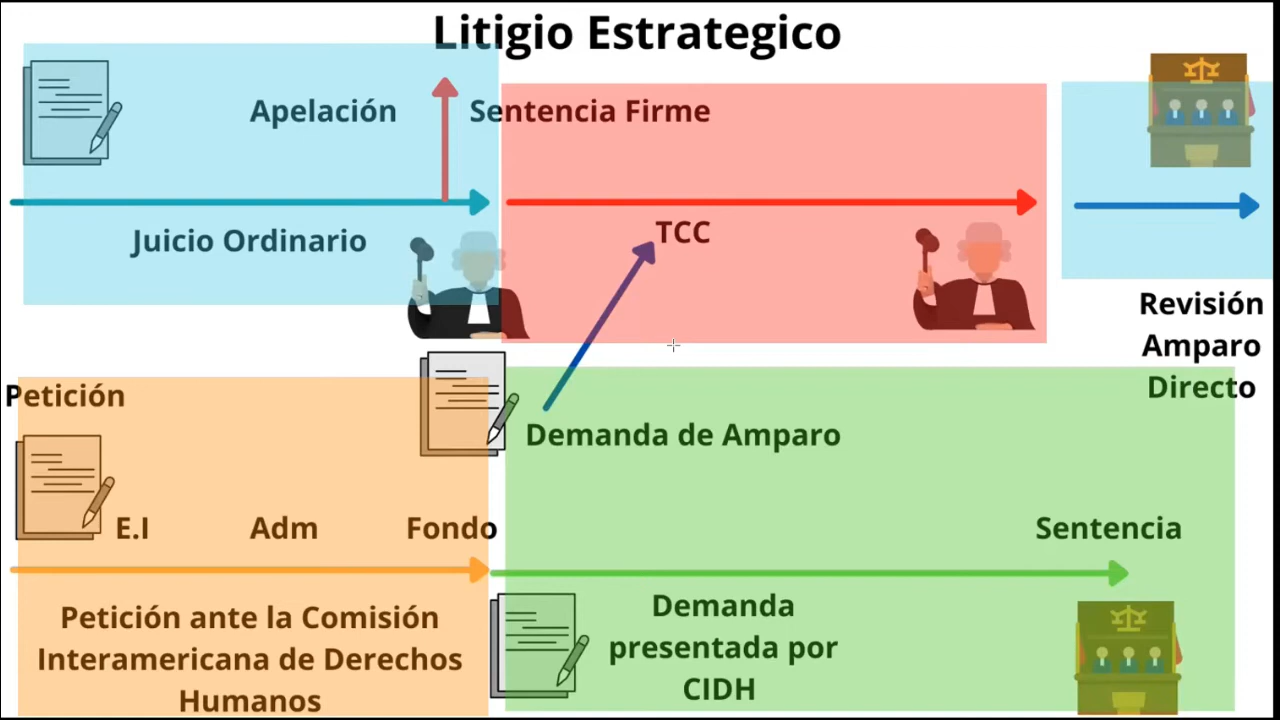 Litigio Estrategico
Apelación
Sentencia Firme
Juicio Ordinario
TCC
Revisión
Amparo
Directo
Petición
Demanda de Amparo
E.I
Adm
Fondo
Sentencia
Petición ante la Comisión
Interamericana de Derechos
Humanos
Demanda
presentada por
CIDH